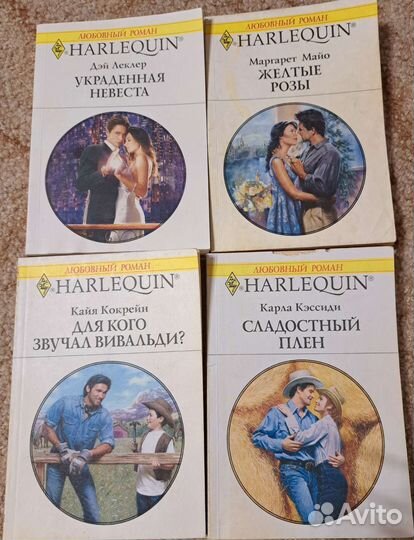 ЛЮБОВНЫЙ РОМАН
HARLEQUIN®
Дэй Леклер
УКРАДЕННАЯ
НЕВЕСТА
ЛЮБОВНЫЙ РОМАН
HARLEQUIN®
Маргарет Майо
ЖЕЛТЫЕ
РОЗЫ
ЛЮБОВНЫЙ РОМАН
HARLEQUIN®
Кайя Кокрейн
ДЛЯ КОГО
ЗВУЧАЛ ВИВАЛЬДИ?
ЛЮБОВНЫЙ РОМАН
HARLEQUIN®
Карла Кэссиди
СЛАДОСТНЫЙ
ПЛЕН
Avito